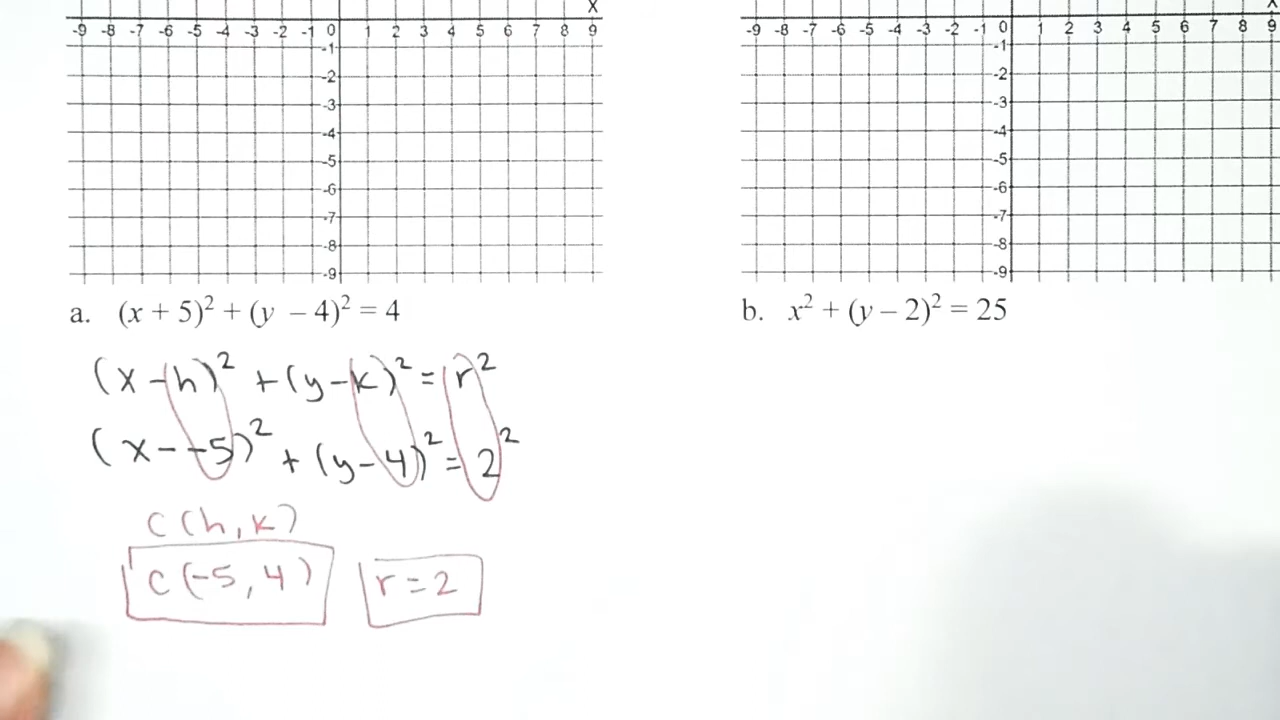 x
-9 -8 -7 -6 -5 -4 -3 -2 -1 0 1 2 3 4 5 6 7 8 9
-1
-2
-3
-4
-5
-6
-7
-8
-9
a. (x + 5)² + (y – 4)² = 4
(x-h)² + (y-k)² = r²
(x--5)² + (y-4)² = 2²
C(h,k)
C(-5,4) r=2
x
-9 -8 -7 -6 -5 -4 -3 -2 -1 0 1 2 3 4 5 6 7 8 9
-1
-2
-3
-4
-5
-6
-7
-8
-9
b. x² + (y – 2)² = 25